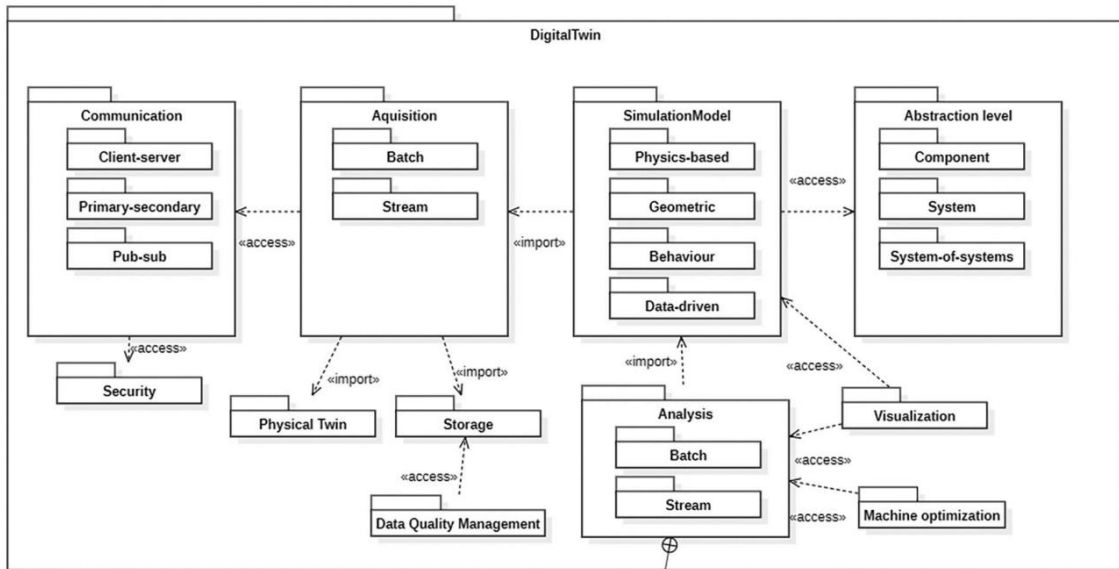 DigitalTwin
Communication
Client-server
Primary-secondary
Pub-sub
Aquisition
Batch
Stream
SimulationModel
Physics-based
Geometric
Behaviour
Data-driven
Abstraction level
Component
System
System-of-systems
«access»
«import»
«access»
«access»
Security
«import»
Physical Twin
«import»
Storage
«access»
Data Quality Management
«import»
Analysis
Batch
Stream
«access»
Visualization
«access»
«access»
Machine optimization